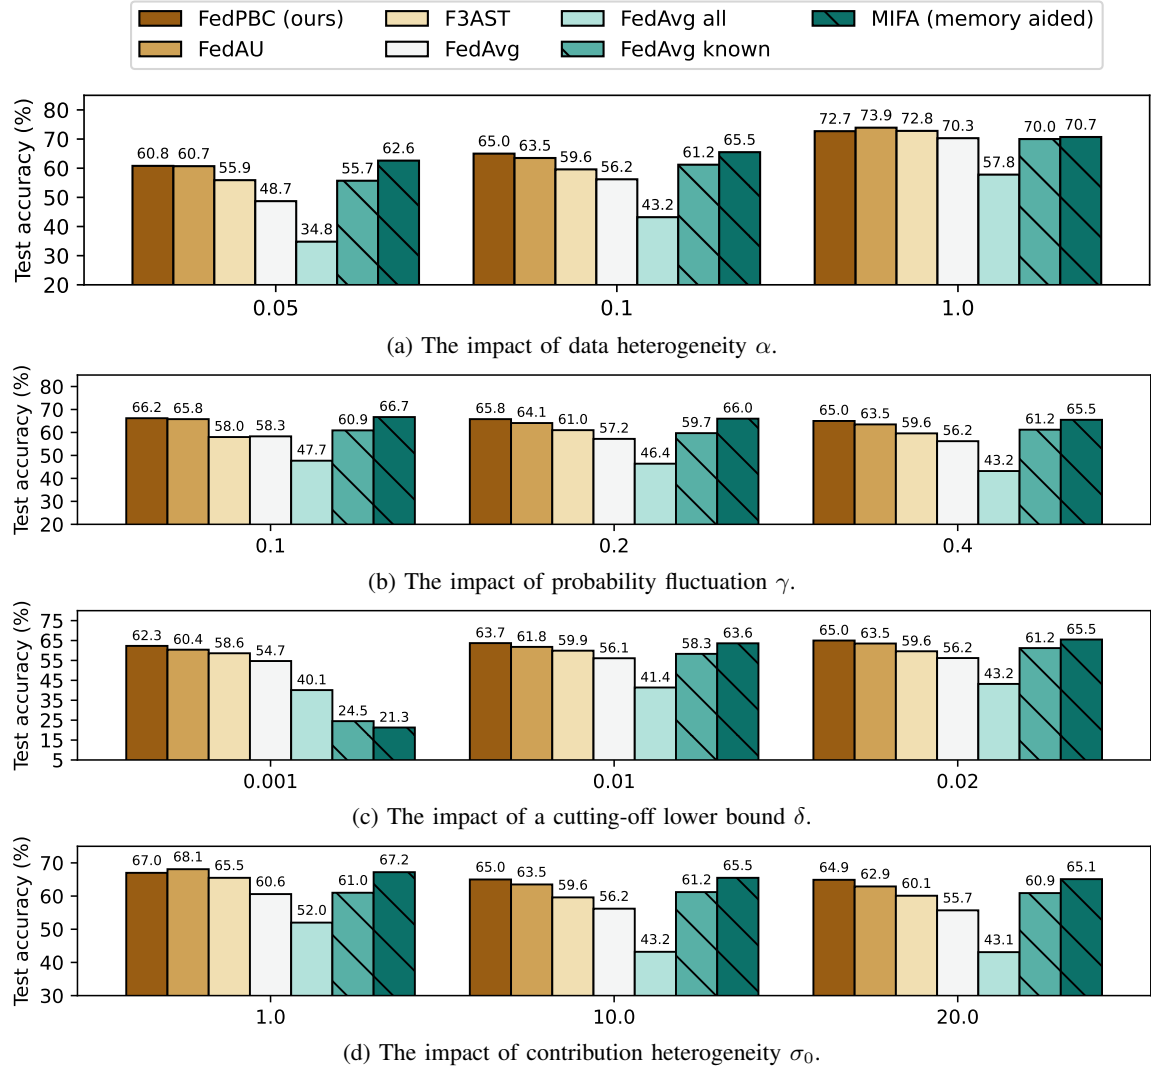 FedPBC (ours) F3AST FedAvg all MIFA (memory aided)
FedAU FedAvg FedAvg known
Test accuracy (%)
80
70
60
50
40
30
20
60.8 60.7 55.9 48.7 34.8 55.7 62.6 65.0 63.5 59.6 56.2 43.2 61.2 65.5 72.7 73.9 72.8 70.3 57.8 70.0 70.7
0.05 0.1 1.0
(a) The impact of data heterogeneity α.
Test accuracy (%)
80
70
60
50
40
30
20
66.2 65.8 58.0 58.3 47.7 60.9 66.7 65.8 64.1 61.0 57.2 46.4 59.7 66.0 65.0 63.5 59.6 56.2 43.2 61.2 65.5
0.1 0.2 0.4
(b) The impact of probability fluctuation γ.
Test accuracy (%)
75
65
55
45
35
25
15
5
62.3 60.4 58.6 54.7 40.1 24.5 21.3 63.7 61.8 59.9 56.1 41.4 58.3 63.6 65.0 63.5 59.6 56.2 43.2 61.2 65.5
0.001 0.01 0.02
(c) The impact of a cutting-off lower bound δ.
Test accuracy (%)
70
60
50
40
30
67.0 68.1 65.5 60.6 52.0 61.0 67.2 65.0 63.5 59.6 56.2 43.2 61.2 65.5 64.9 62.9 60.1 55.7 43.1 60.9 65.1
1.0 10.0 20.0
(d) The impact of contribution heterogeneity σ₀.